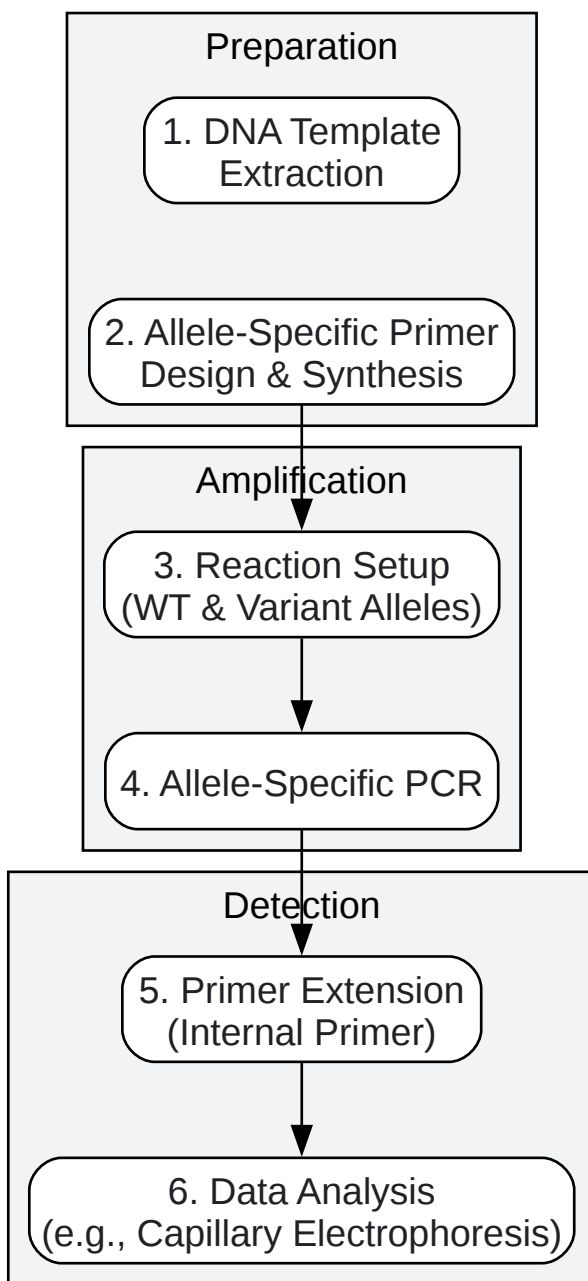 Preparation
1. DNA Template
Extraction
2. Allele-Specific Primer
Design & Synthesis
Amplification
3. Reaction Setup
(WT & Variant Alleles)
4. Allele-Specific PCR
Detection
5. Primer Extension
(Internal Primer)
6. Data Analysis
(e.g., Capillary Electrophoresis)